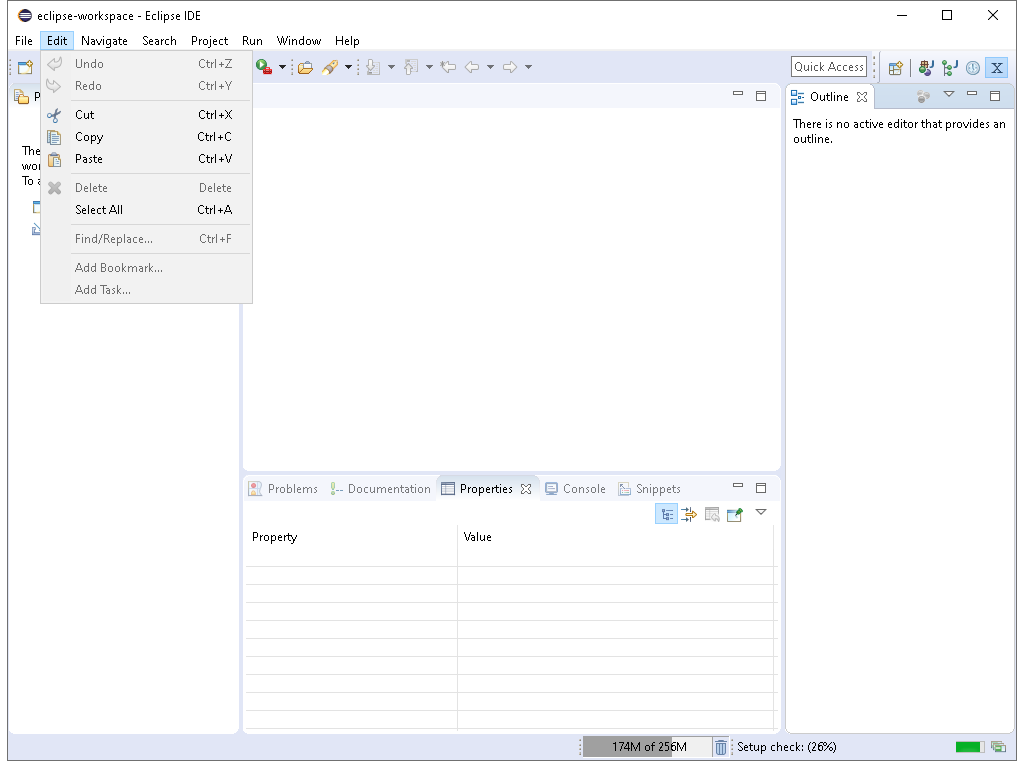 eclipse-workspace - Eclipse IDE
File Edit Navigate Search Project Run Window Help
Undo Ctrl+Z
Redo Ctrl+Y
Cut Ctrl+X
Copy Ctrl+C
Paste Ctrl+V
Delete Delete
Select All Ctrl+A
Find/Replace... Ctrl+F
Add Bookmark...
Add Task...
Quick Access
X
Outline
There is no active editor that provides an
outline.
Problems Documentation Properties Console Snippets
Property Value
174M of 256M Setup check: (26%)